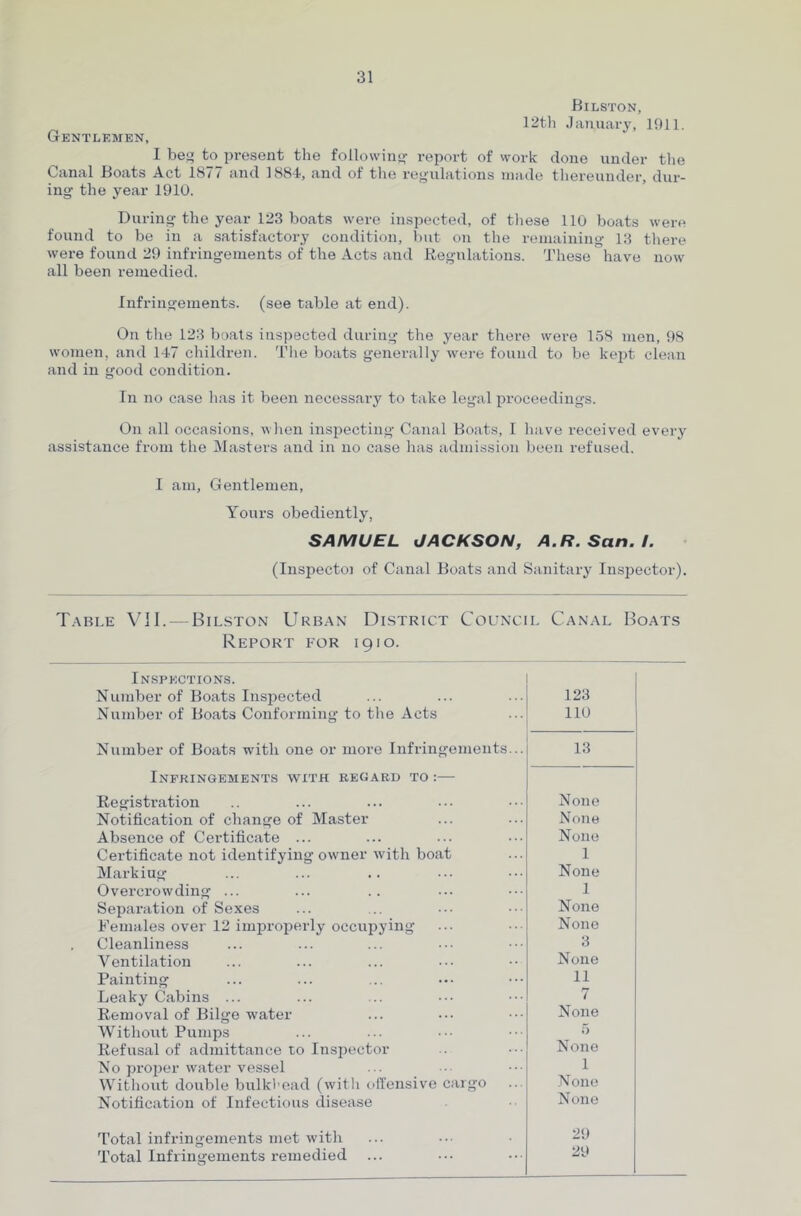 31
Bilston,
12th January, 1911.
Gentlemen,
I beg to present the following report of work done under the
Canal Boats Act 1877 and 1884, and of the regulations made thereunder, dur-
ing the year 1910.
During the year 123 boats were inspected, of these 110 boats were
found to be in a satisfactory condition, but on the remaining 13 there
were found 29 infringements of the Acts and Regulations. These have now
all been remedied.
Infringements. (see table at end).
On the 123 boats inspected during the year there were 158 men, 98
women, and 147 children. The boats generally were found to be kept clean
and in good condition.
In no case has it been necessary to take legal proceedings.
On all occasions, when inspecting Canal Boats, I have received every
assistance from the Masters and in no case has admission been refused.
I am, Gentlemen,
Yours obediently,
SAMUEL JACKSON, A.R. San. I.
(Inspector of Canal Boats and Sanitary Inspector).
Table VII.—Bilston Urban District Council Canal Boats
Report for 1910.
Inspections.
Number of Boats Inspected ... ... ... 123
Number of Boats Conforming to the Acts ... 110
Number of Boats with one or more Infringements... 13
Infringements with regard to :—
Registration .. ... ... ... ... None
Notification of change of Master ... ... None
Absence of Certificate ... ... ... ... None
Certificate not identifying owner with boat ... 1
Marking ... ... .. ... ... None
Overcrowding ... ... .. ... ... 1
Separation of Sexes ... ... ... ... None
Females over 12 improperly occupying ... ... None
Cleanliness ... ... ... ... ... 3
Ventilation ... ... ... ... .. None
Painting ... ... ... ... ... 11
Leaky Cabins ... ... .. ... ... 7
Removal of Bilge water ... ... ... None
Without Pumps ... ... ... ... 5
Refusal of admittance to Inspector .. ... None
No proper water vessel ... .. ... 1
Without double bulkhead (with offensive cargo ... None
Notification of Infectious disease .. None
Total infringements met with ... ... . 29
Total Infringements remedied ... ... ... 29